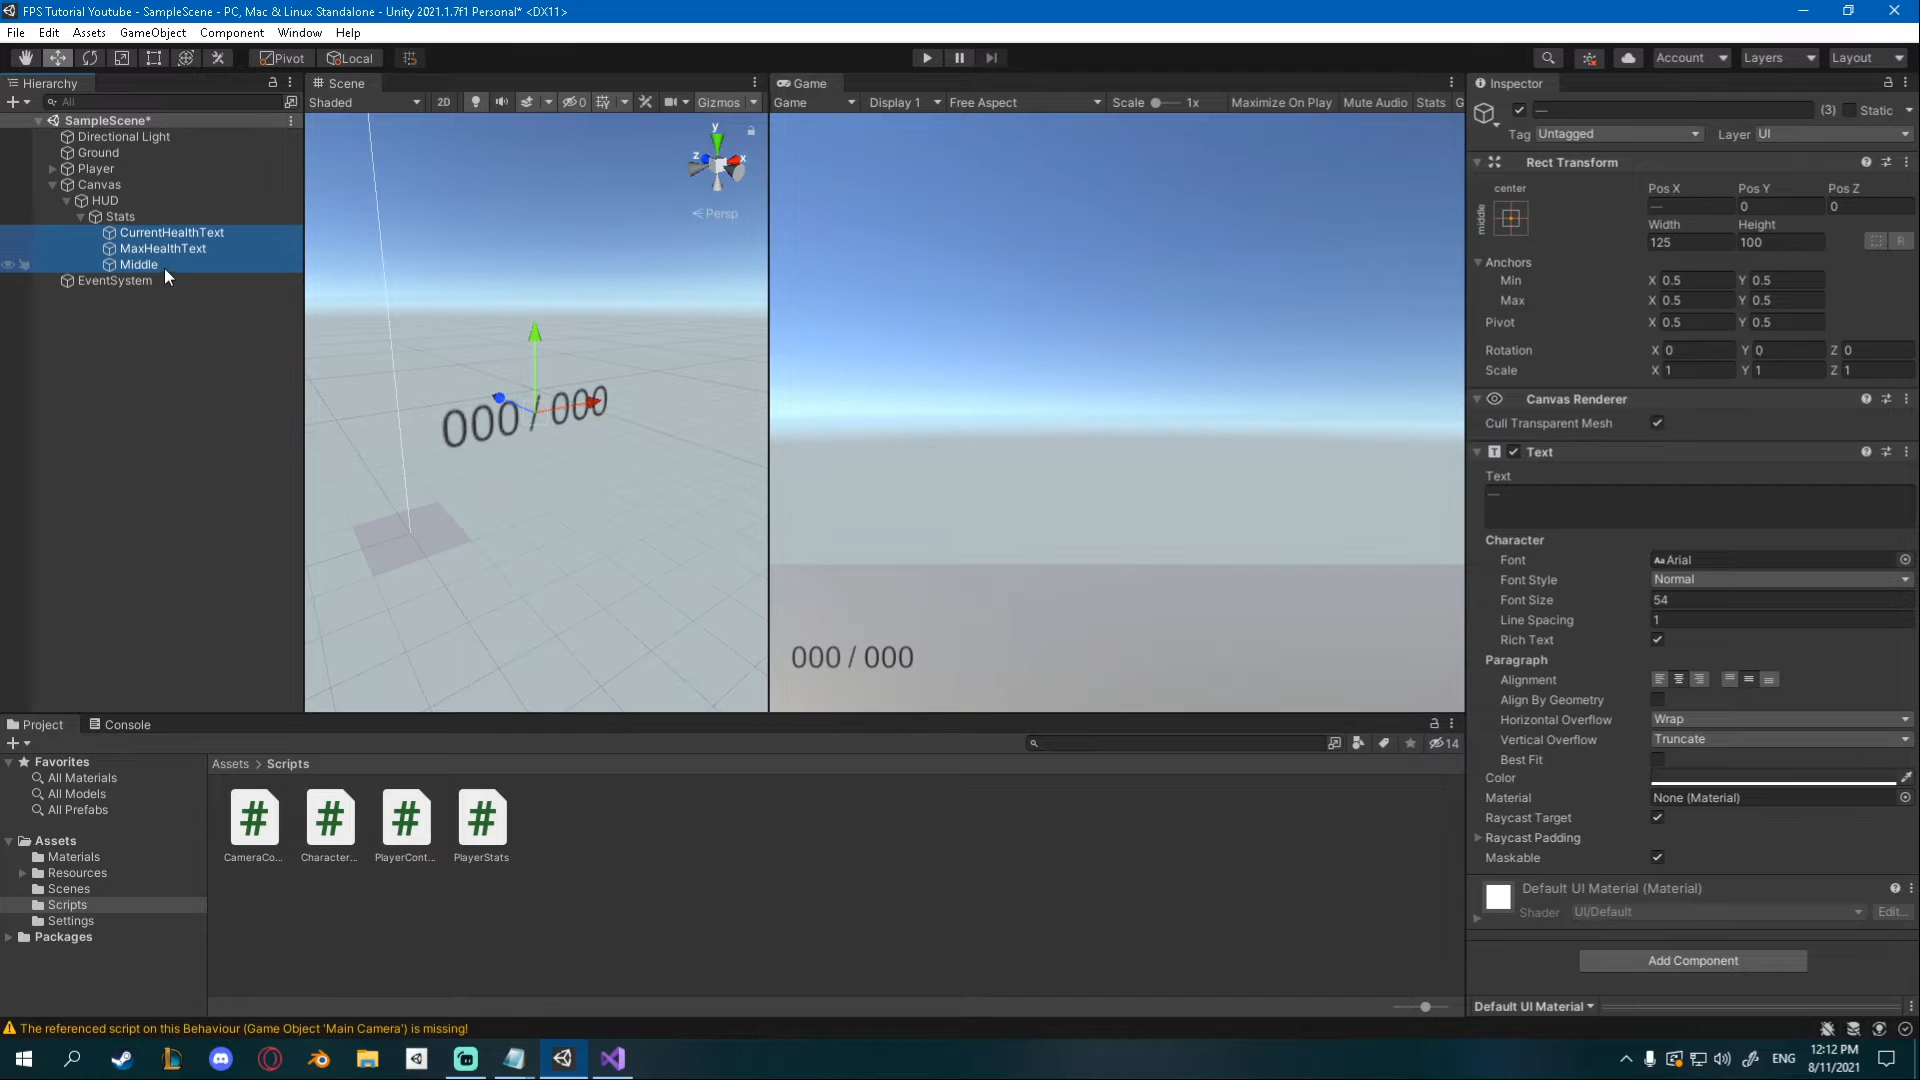 FPS Tutorial Youtube - SampleScene - PC, Mac & Linux Standalone - Unity 2021.1.7f1 Personal* <DX11>
File Edit Assets GameObject Component Window Help
Pivot Local Account Layers Layout
Hierarchy
All
SampleScene*
Directional Light
Ground
Player
Canvas
HUD
Stats
CurrentHealthText
MaxHealthText
Middle
EventSystem
Scene
Shaded 2D 0 Gizmos
y
z x
Persp
000 / 000
Game
Game Display 1 Free Aspect Scale 1x Maximize On Play Mute Audio Stats G
000 / 000
Inspector
— (3) Static
Tag Untagged Layer UI
Rect Transform
center
middle
Pos X Pos Y Pos Z
— 0 0
Width Height
125 100 R
Anchors
Min X 0.5 Y 0.5
Max X 0.5 Y 0.5
Pivot X 0.5 Y 0.5
Rotation X 0 Y 0 Z 0
Scale X 1 Y 1 Z 1
Canvas Renderer
Cull Transparent Mesh
T Text
Text
—
Character
Font Aa Arial
Font Style Normal
Font Size 54
Line Spacing 1
Rich Text
Paragraph
Alignment
Align By Geometry
Horizontal Overflow Wrap
Vertical Overflow Truncate
Best Fit
Color
Material None (Material)
Raycast Target
Raycast Padding
Maskable
Default UI Material (Material)
Shader UI/Default Edit...
Add Component
Default UI Material
Project Console
14
Favorites
All Materials
All Models
All Prefabs
Assets
Materials
Resources
Scenes
Scripts
Settings
Packages
Assets > Scripts
# # # #
CameraCo... Character... PlayerCont... PlayerStats
The referenced script on this Behaviour (Game Object 'Main Camera') is missing!
ENG
12:12 PM
8/11/2021